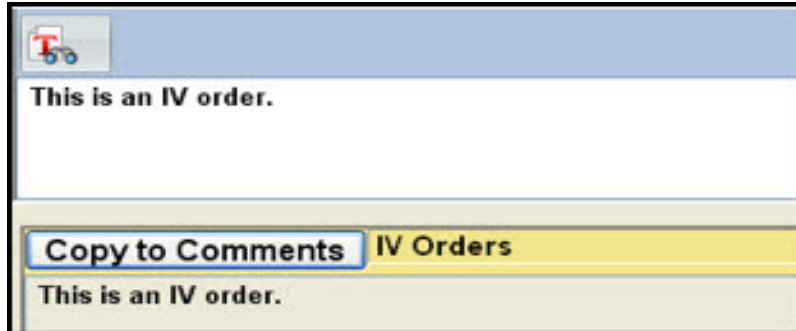 T
This is an IV order.
Copy to Comments IV Orders
This is an IV order.